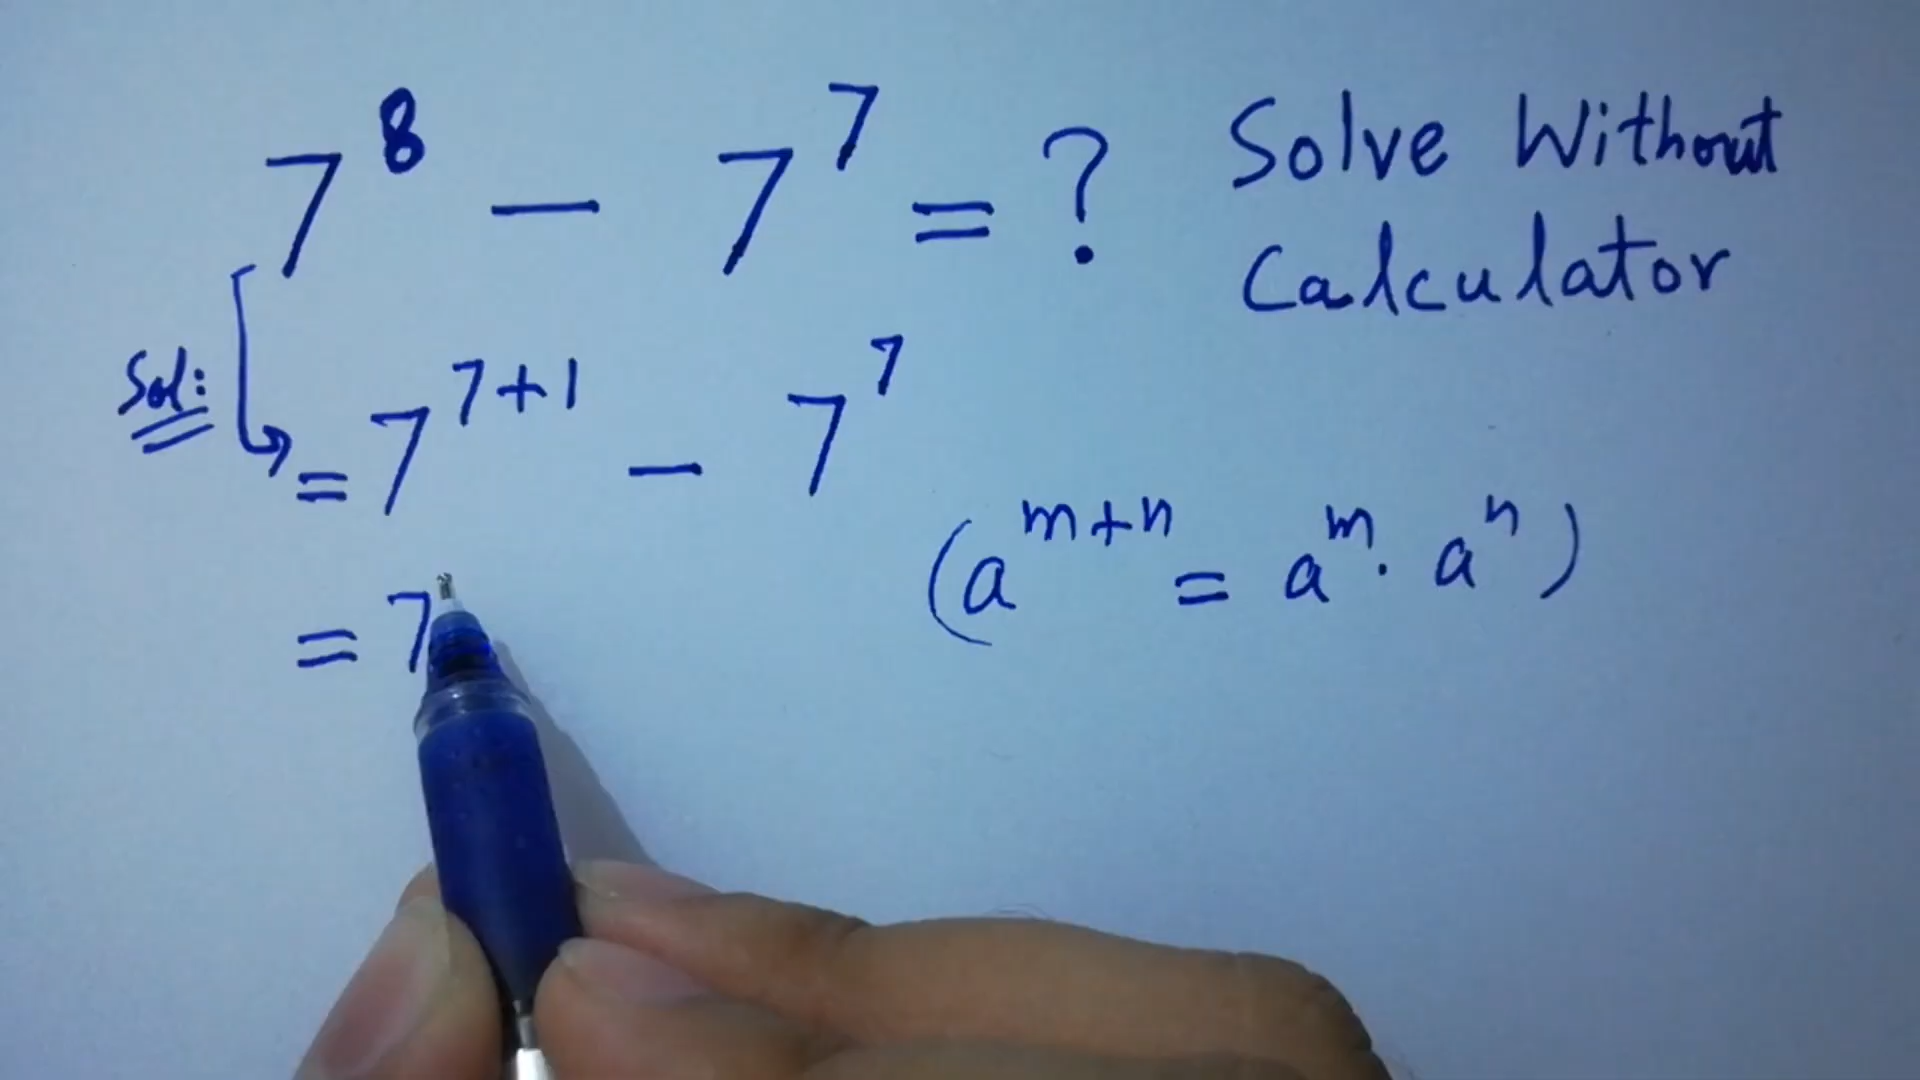 7⁸ − 7⁷ = ? Solve Without
Calculator
Sol:
= 7⁷⁺¹ − 7⁷
(aᵐ⁺ⁿ = aᵐ · aⁿ)
= 7